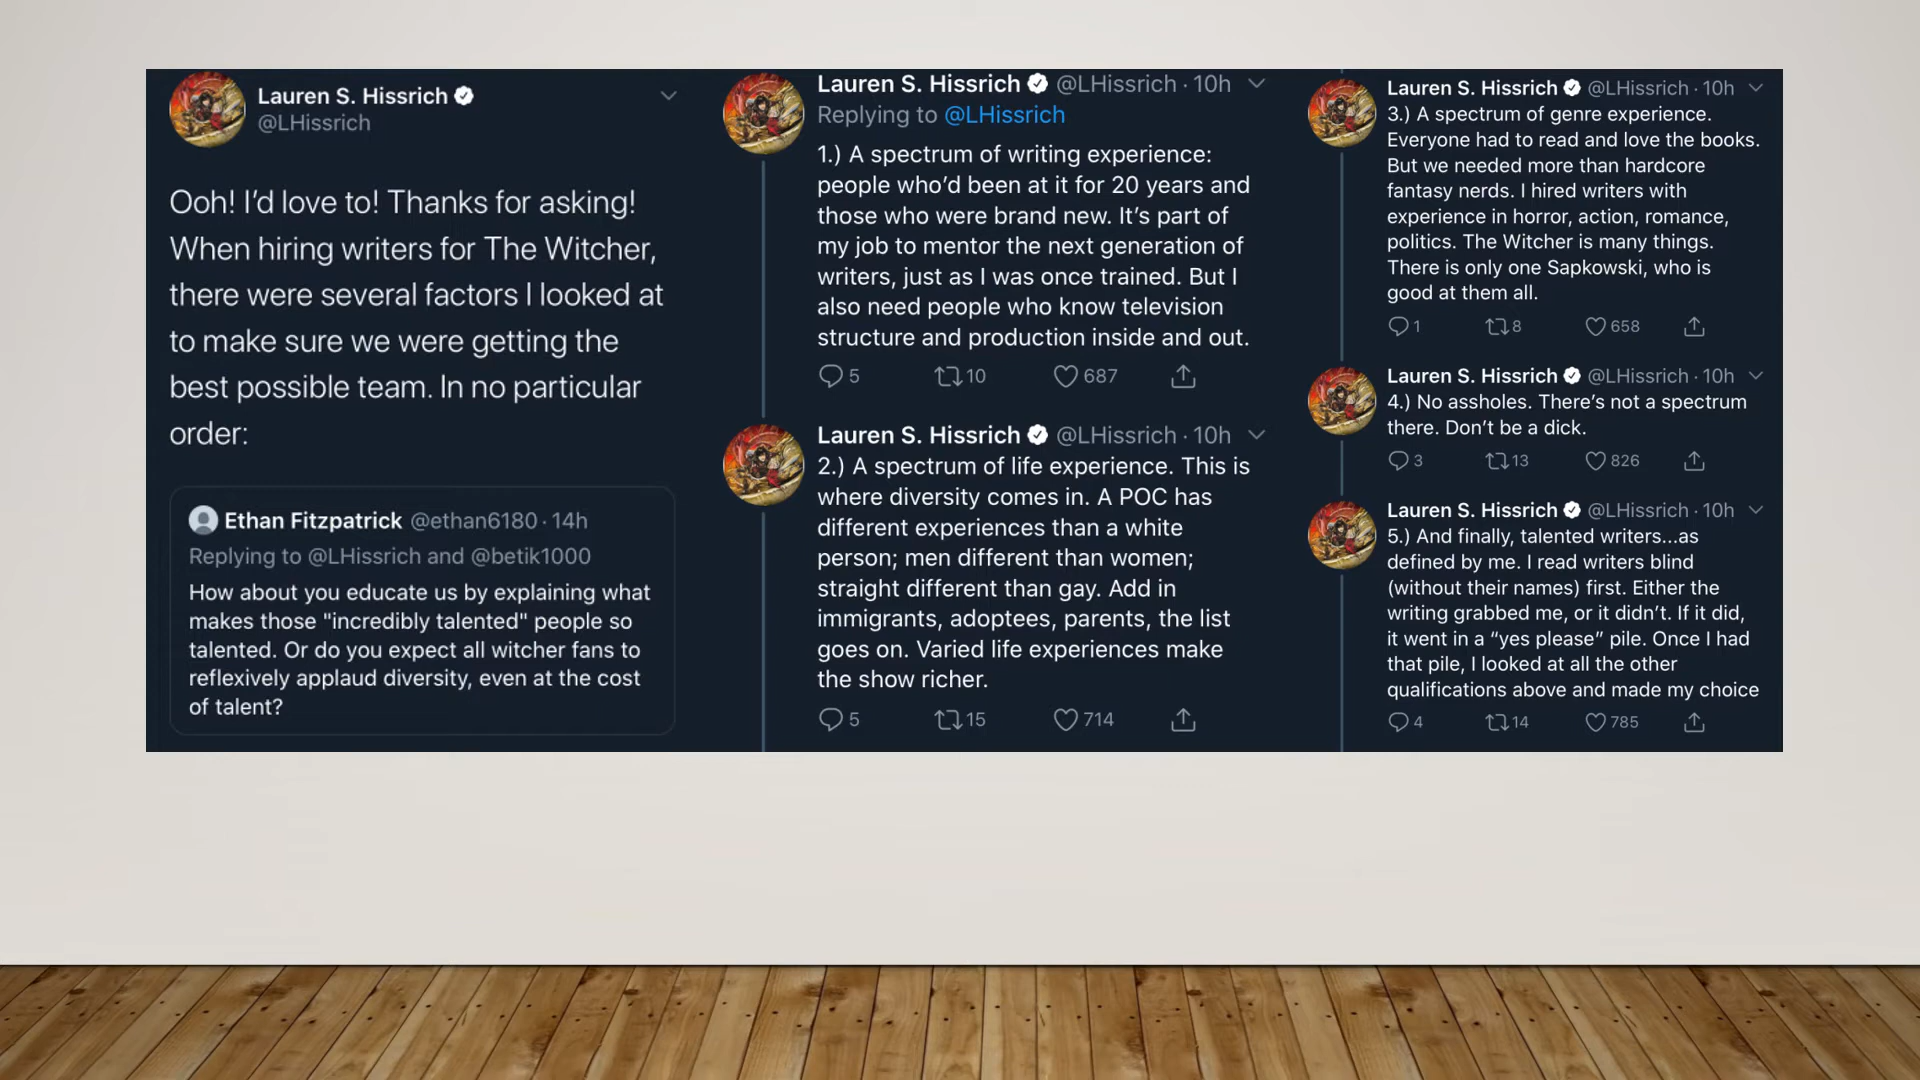 Lauren S. Hissrich
@LHissrich
Ooh! I’d love to! Thanks for asking!
When hiring writers for The Witcher,
there were several factors I looked at
to make sure we were getting the
best possible team. In no particular
order:
Ethan Fitzpatrick @ethan6180 · 14h
Replying to @LHissrich and @betik1000
How about you educate us by explaining what
makes those "incredibly talented" people so
talented. Or do you expect all witcher fans to
reflexively applaud diversity, even at the cost
of talent?
Lauren S. Hissrich @LHissrich · 10h
Replying to @LHissrich
1.) A spectrum of writing experience:
people who’d been at it for 20 years and
those who were brand new. It’s part of
my job to mentor the next generation of
writers, just as I was once trained. But I
also need people who know television
structure and production inside and out.
5 10 687
Lauren S. Hissrich @LHissrich · 10h
2.) A spectrum of life experience. This is
where diversity comes in. A POC has
different experiences than a white
person; men different than women;
straight different than gay. Add in
immigrants, adoptees, parents, the list
goes on. Varied life experiences make
the show richer.
5 15 714
Lauren S. Hissrich @LHissrich · 10h
3.) A spectrum of genre experience.
Everyone had to read and love the books.
But we needed more than hardcore
fantasy nerds. I hired writers with
experience in horror, action, romance,
politics. The Witcher is many things.
There is only one Sapkowski, who is
good at them all.
1 8 658
Lauren S. Hissrich @LHissrich · 10h
4.) No assholes. There’s not a spectrum
there. Don’t be a dick.
3 13 826
Lauren S. Hissrich @LHissrich · 10h
5.) And finally, talented writers...as
defined by me. I read writers blind
(without their names) first. Either the
writing grabbed me, or it didn’t. If it did,
it went in a “yes please” pile. Once I had
that pile, I looked at all the other
qualifications above and made my choice
4 14 785